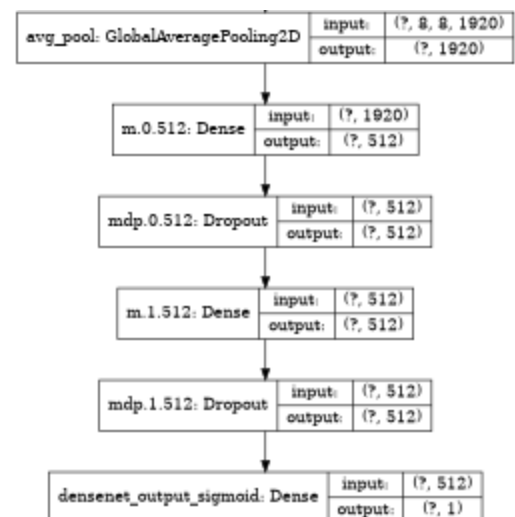 avg_pool: GlobalAveragePooling2D input: (?, 8, 8, 1920)
output: (?, 1920)
m.0.512: Dense input: (?, 1920)
output: (?, 512)
mdp.0.512: Dropout input: (?, 512)
output: (?, 512)
m.1.512: Dense input: (?, 512)
output: (?, 512)
mdp.1.512: Dropout input: (?, 512)
output: (?, 512)
densenet_output_sigmoid: Dense input: (?, 512)
output: (?, 1)